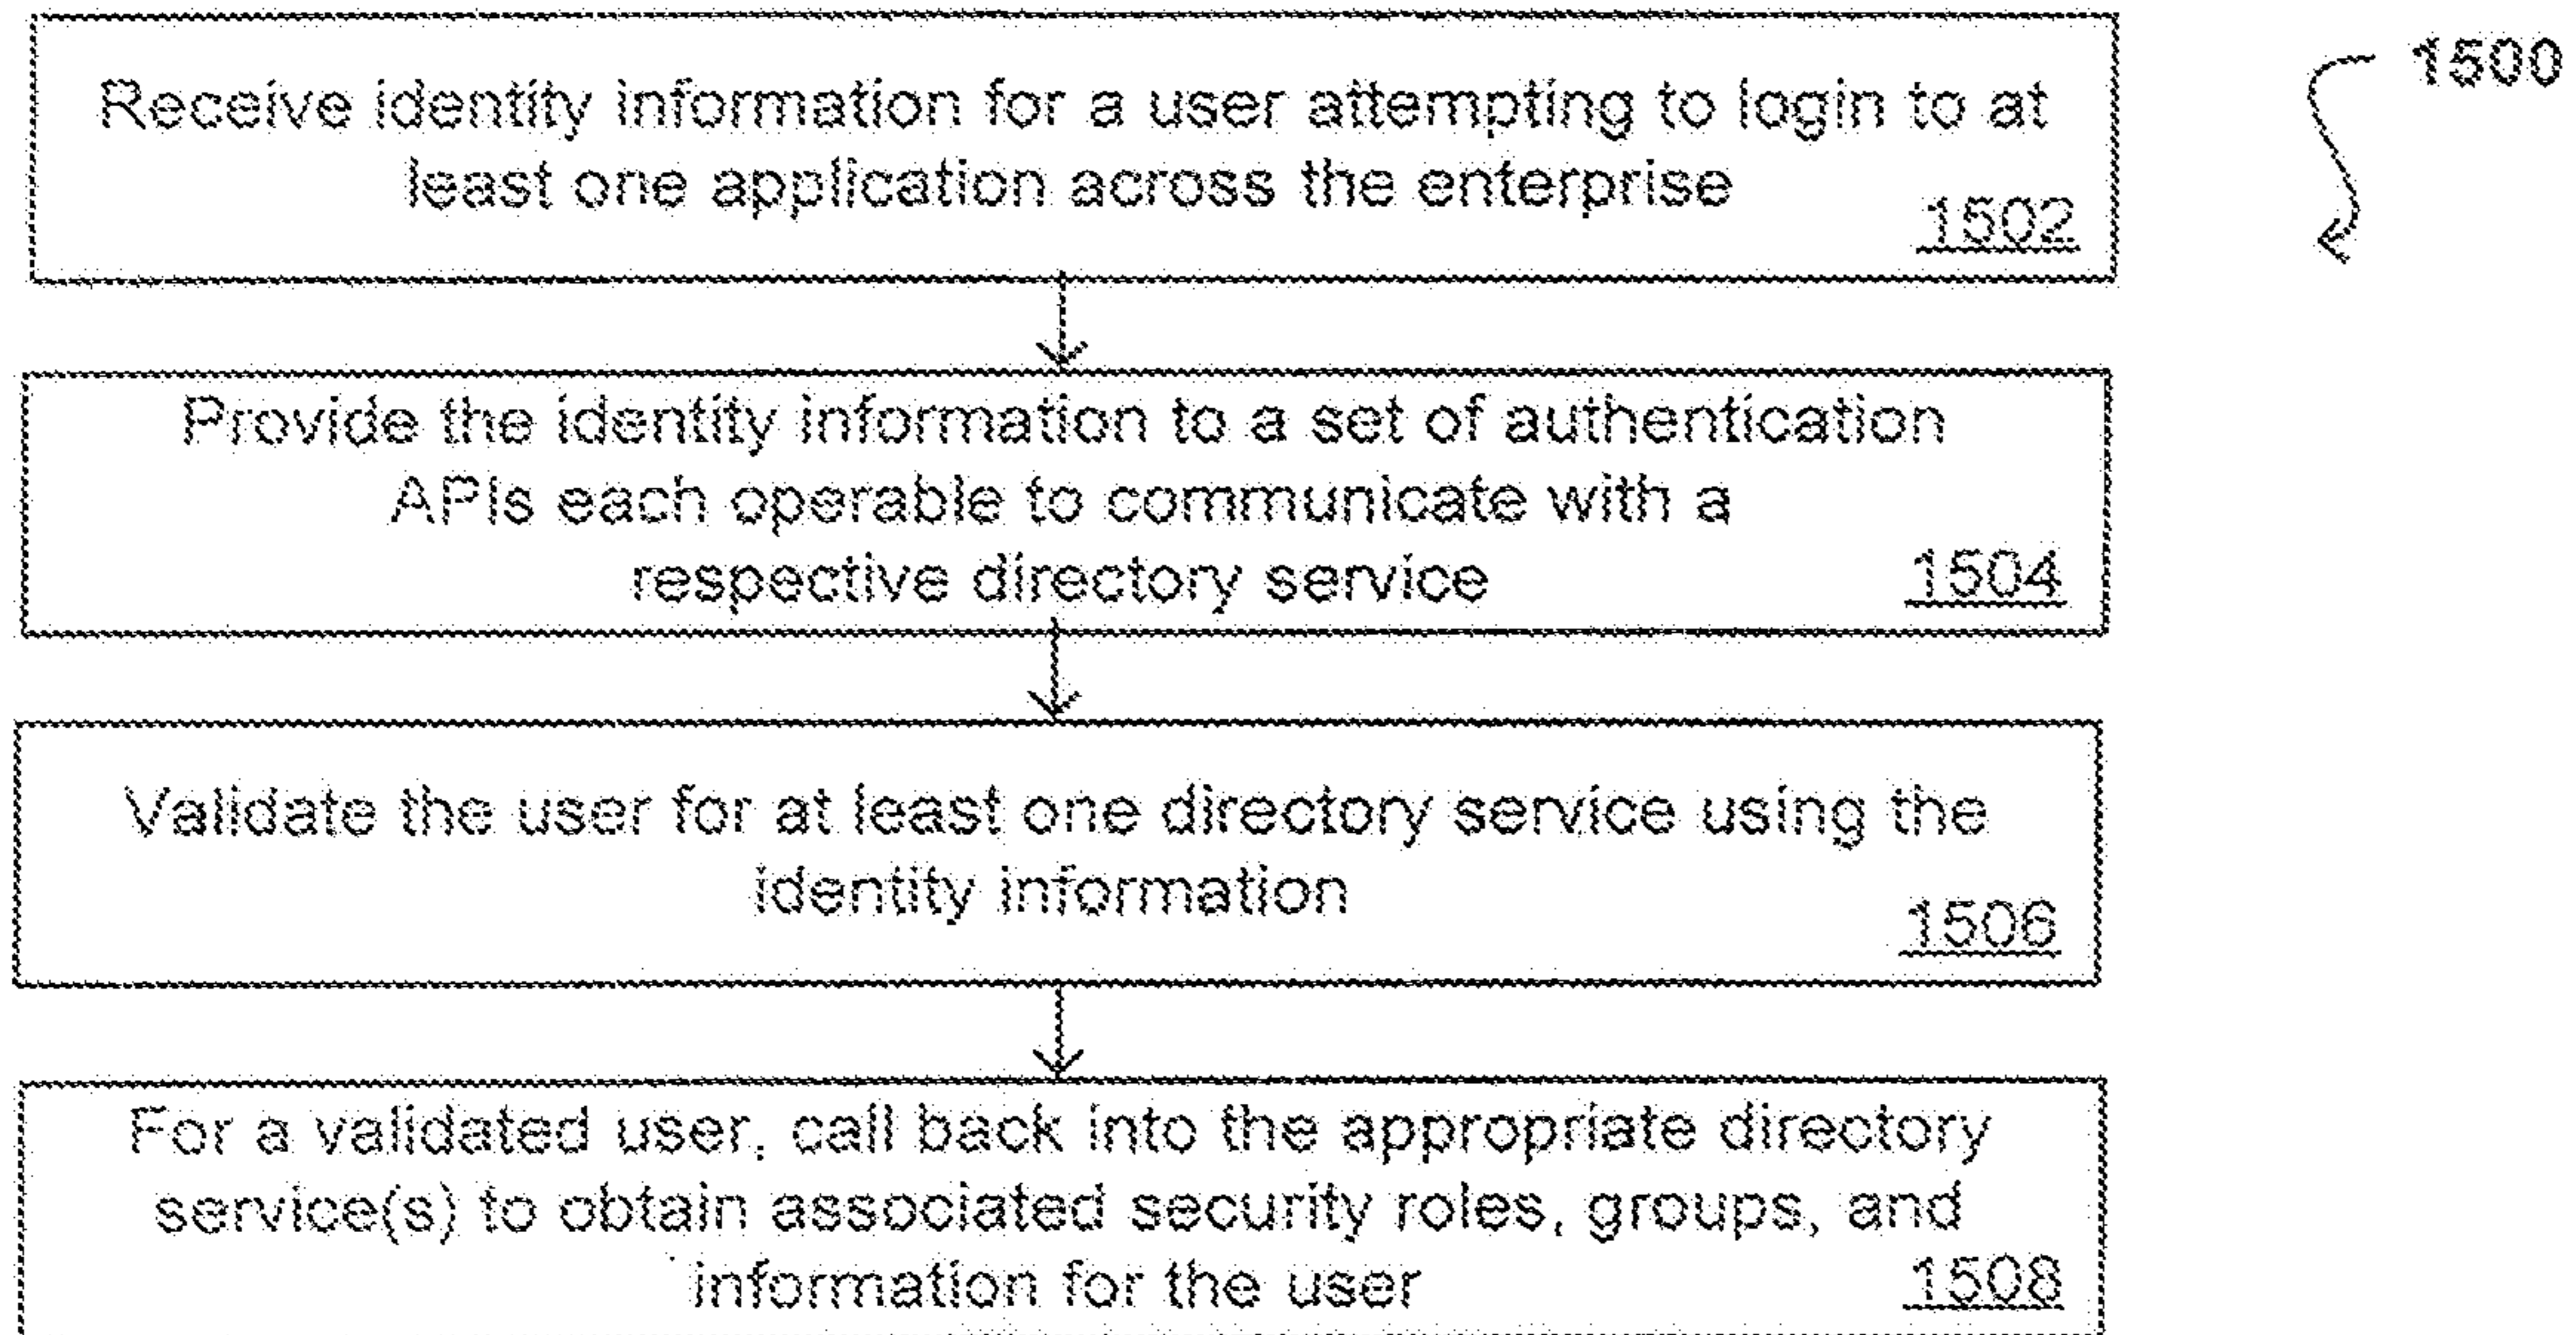 1500
Receive identity information for a user attempting to login to at
least one application across the enterprise
1502
Provide the identity information to a set of authentication
APIs each operable to communicate with a
respective directory service
1504
Validate the user for at least one directory service using the
identity information
1506
For a validated user, call back into the appropriate directory
service(s) to obtain associated security roles, groups, and
information for the user
1508